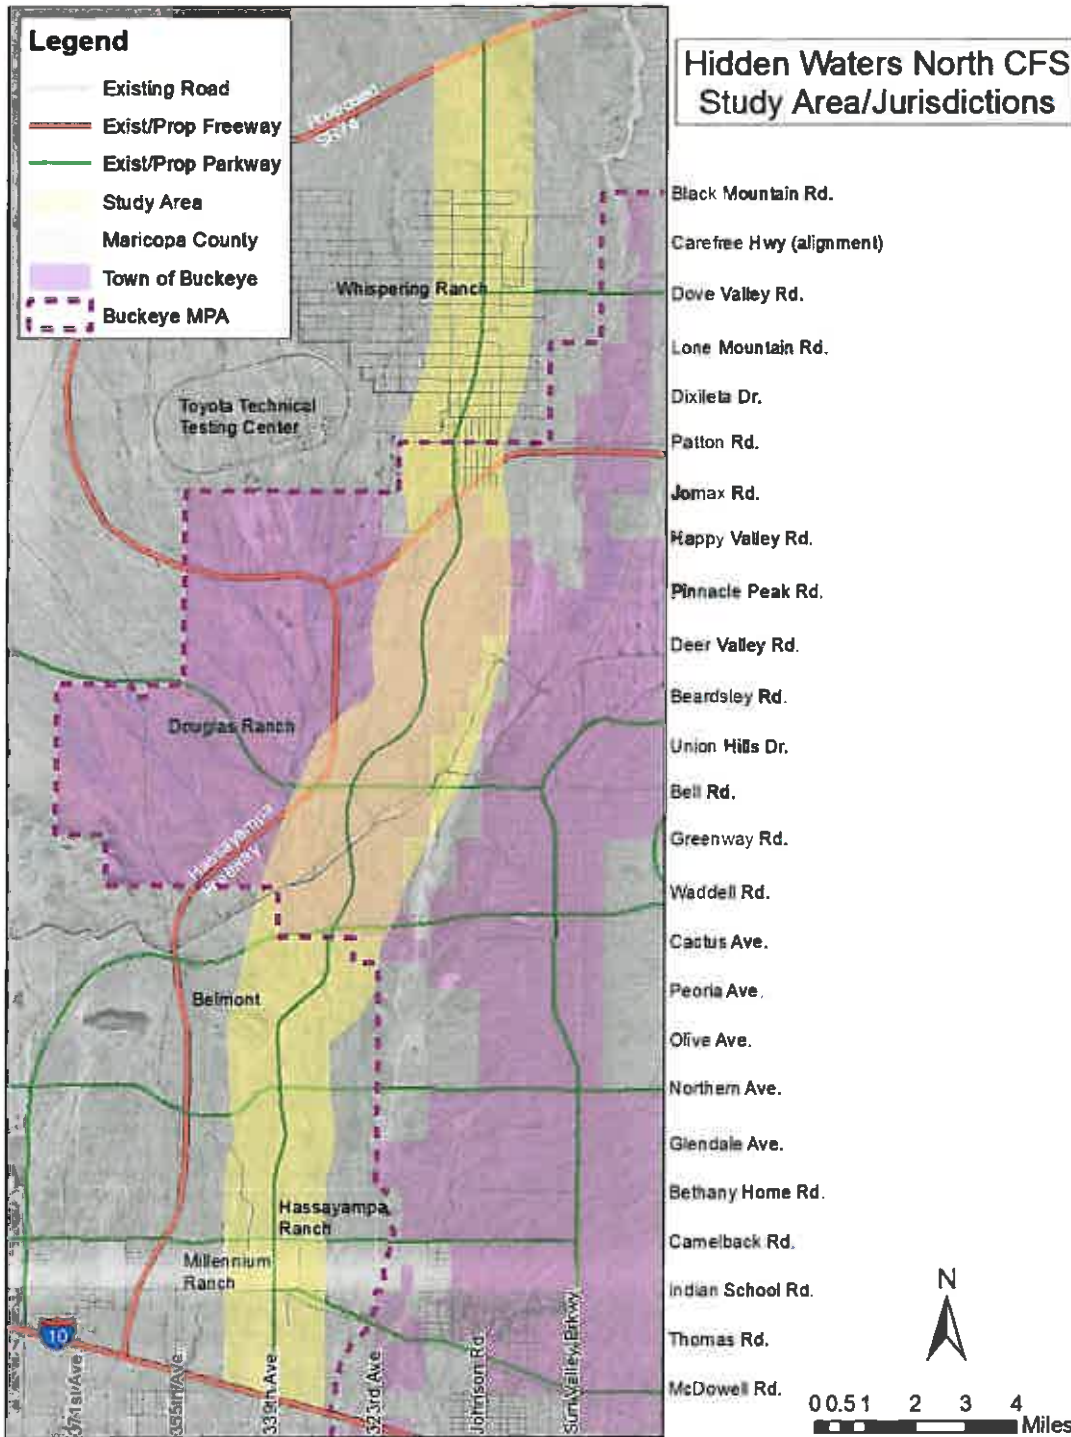 Legend
Existing Road
Exist/Prop Freeway
Exist/Prop Parkway
Study Area
Maricopa County
Town of Buckeye
Buckeye MPA
Hidden Waters North CFS
Study Area/Jurisdictions
Black Mountain Rd.
Carefree Hwy (alignment)
Whispering Ranch
Dove Valley Rd.
Lone Mountain Rd.
Dixileta Dr.
Toyota Technical
Testing Center
Patton Rd.
Jomax Rd.
Happy Valley Rd.
Pinnacle Peak Rd.
Deer Valley Rd.
Beardsley Rd.
Douglas Ranch
Union Hills Dr.
Bell Rd.
Hassayampa
Freeway
Greenway Rd.
Waddell Rd.
Cactus Ave.
Belmont
Peoria Ave.
Olive Ave.
Northern Ave.
Glendale Ave.
Bethany Home Rd.
Hassayampa
Ranch
Camelback Rd.
Millennium
Ranch
Indian School Rd.
N
10
Thomas Rd.
McDowell Rd.
371st Ave
355th Ave
339th Ave
323rd Ave
Johnson Rd
Sun Valley Prkwy
0 0.5 1 2 3 4
Miles